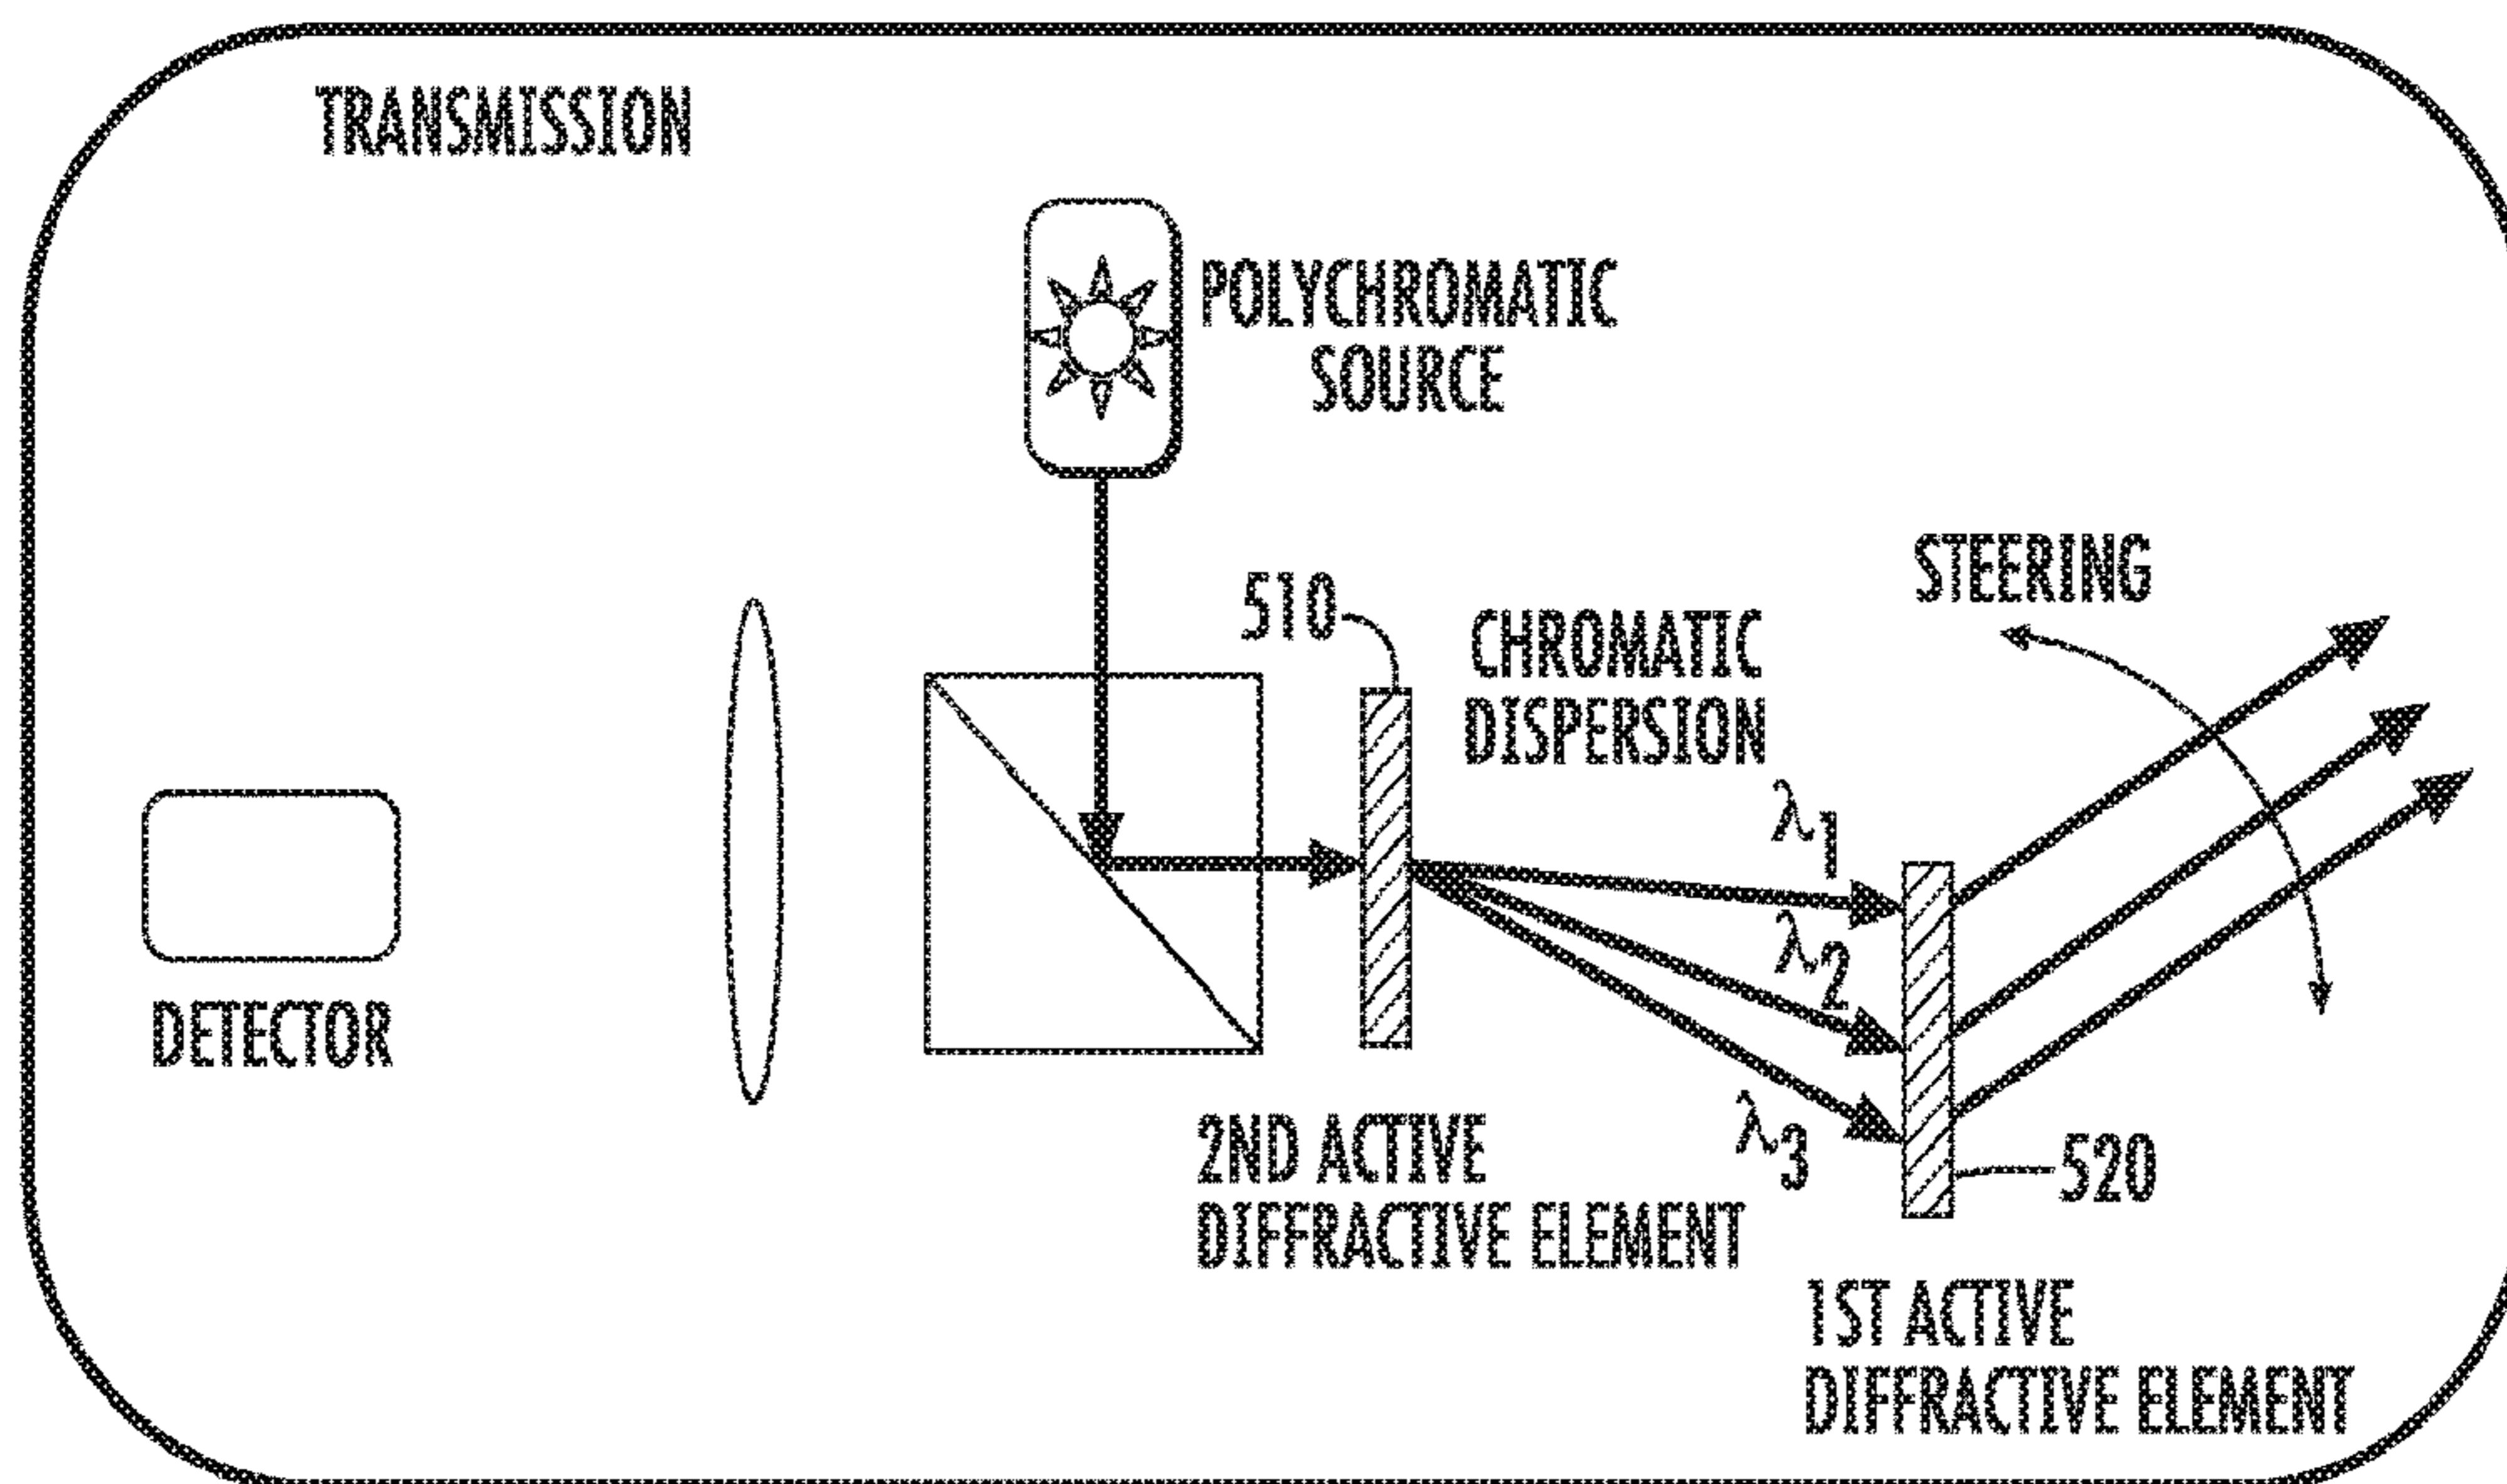 TRANSMISSION
POLYCHROMATIC
SOURCE
STEERING
510
CHROMATIC
DISPERSION
λ1
λ2
λ3
DETECTOR
2ND ACTIVE
DIFFRACTIVE ELEMENT
520
1ST ACTIVE
DIFFRACTIVE ELEMENT